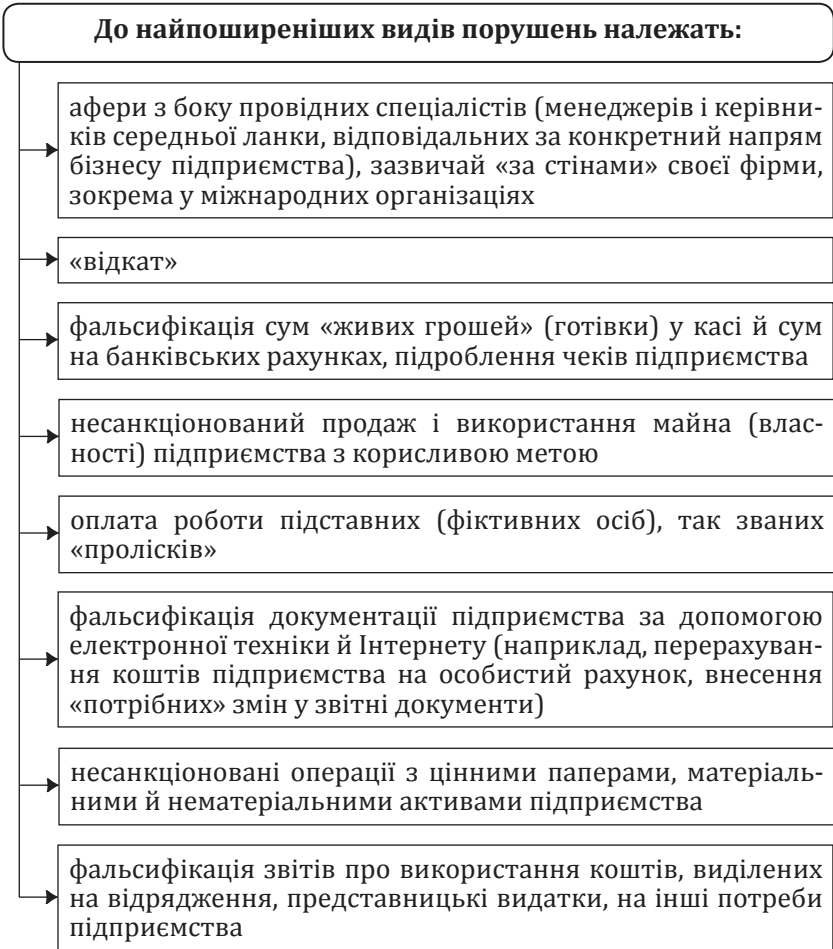 До найпоширеніших видів порушень належать:
афери з боку провідних спеціалістів (менеджерів і керівни-
ків середньої ланки, відповідальних за конкретний напрям
бізнесу підприємства), зазвичай «за стінами» своєї фірми,
зокрема у міжнародних організаціях
«відкат»
фальсифікація сум «живих грошей» (готівки) у касі й сум
на банківських рахунках, підроблення чеків підприємства
несанкціонований продаж і використання майна (влас-
ності) підприємства з корисливою метою
оплата роботи підставних (фіктивних осіб), так званих
«пролісків»
фальсифікація документації підприємства за допомогою
електронної техніки й Інтернету (наприклад, перерахуван-
ня коштів підприємства на особистий рахунок, внесення
«потрібних» змін у звітні документи)
несанкціоновані операції з цінними паперами, матеріаль-
ними й нематеріальними активами підприємства
фальсифікація звітів про використання коштів, виділених
на відрядження, представницькі видатки, на інші потреби
підприємства